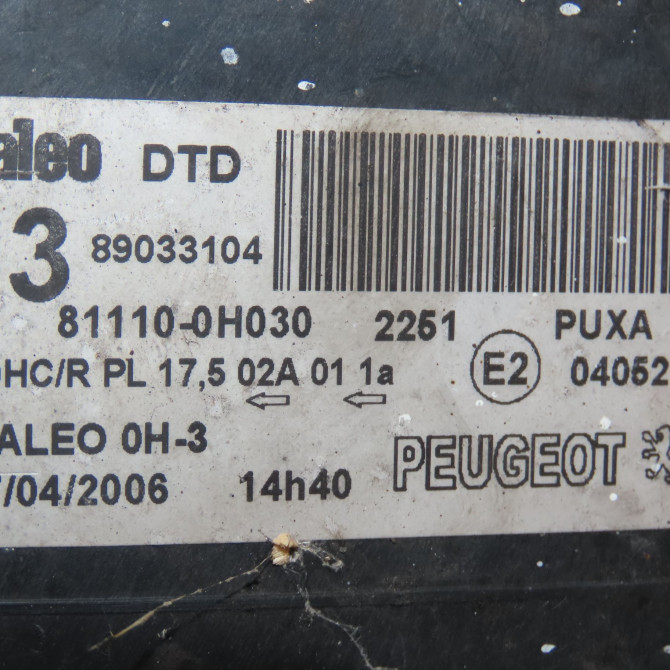 aleo DTD
3 89033104
81110-0H030 2251 PUXA
HC/R PL 17,5 02A 01 1a E2 04052
ALEO 0H-3
/04/2006 14h40 PEUGEOT